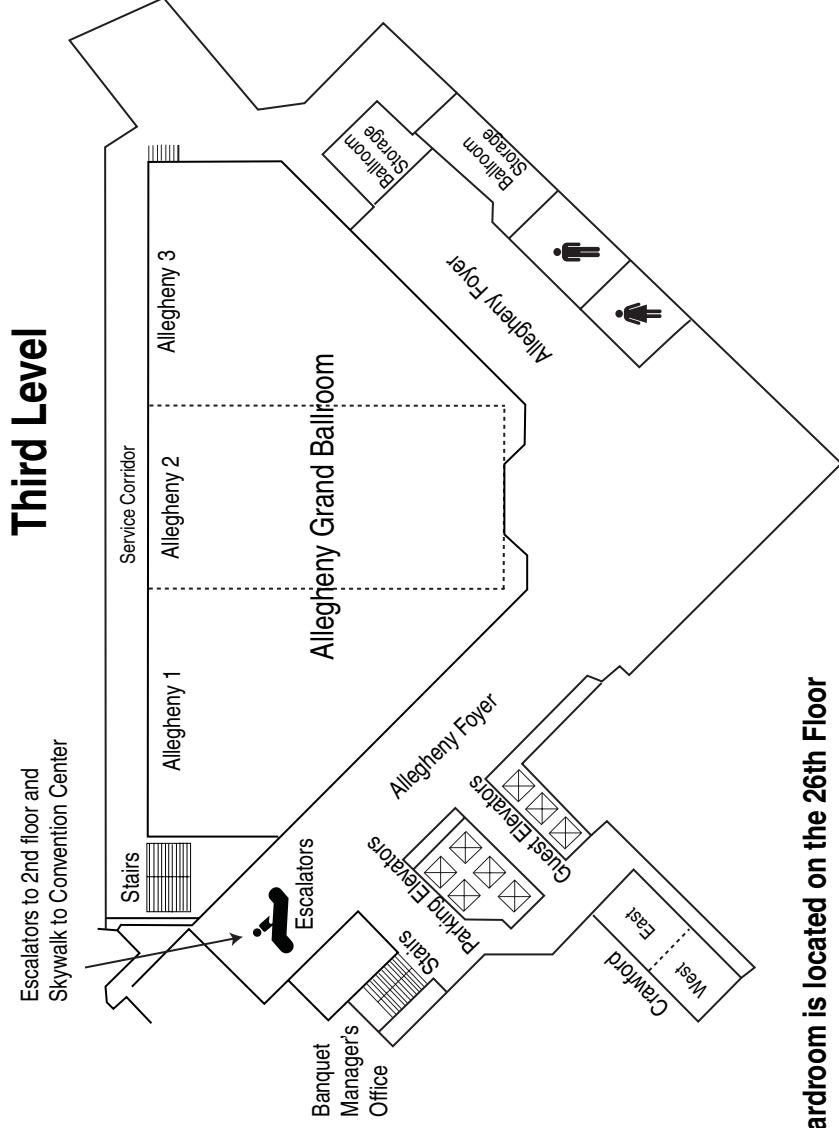 Third Level
Escalators to 2nd floor and
Skywalk to Convention Center
Service Corridor
Stairs
Allegheny 1
Allegheny 2
Allegheny 3
Allegheny Grand Ballroom
Ballroom
Storage
Ballroom
Storage
Escalators
Allegheny Foyer
Allegheny Foyer
Banquet
Manager's
Office
Stairs
Parking Elevators
Guest Elevators
Crawford
West
East
ardroom is located on the 26th Floor